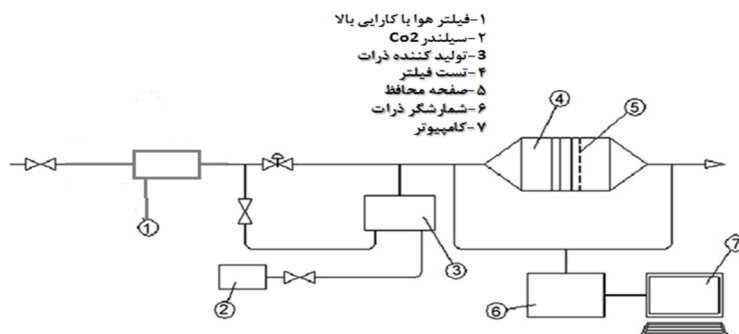 ۱-فیلتر هوا با کارایی بالا
۲-سیلندر Co2
3-تولید کننده ذرات
۴-تست فیلتر
۵-صفحه محافظ
۶-شمارشگر ذرات
۷-کامپیوتر
4
5
1
2
3
6
7